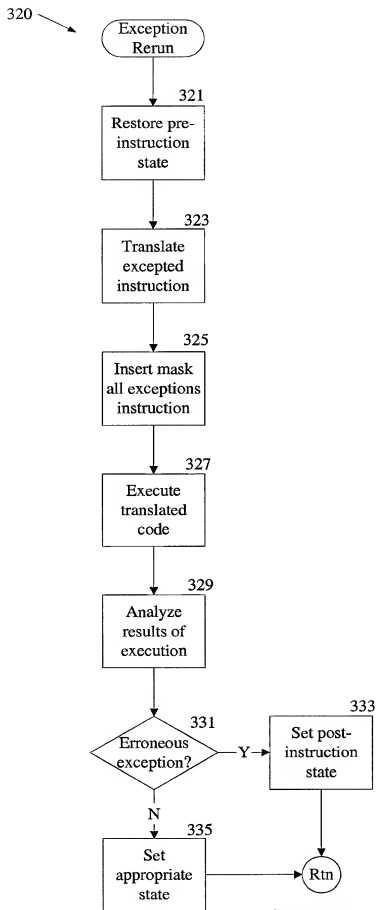 320
Exception
Rerun
321
Restore pre-
instruction
state
323
Translate
excepted
instruction
325
Insert mask
all exceptions
instruction
327
Execute
translated
code
329
Analyze
results of
execution
331
Erroneous
exception?
Y
333
Set post-
instruction
state
N
335
Set
appropriate
state
Rtn